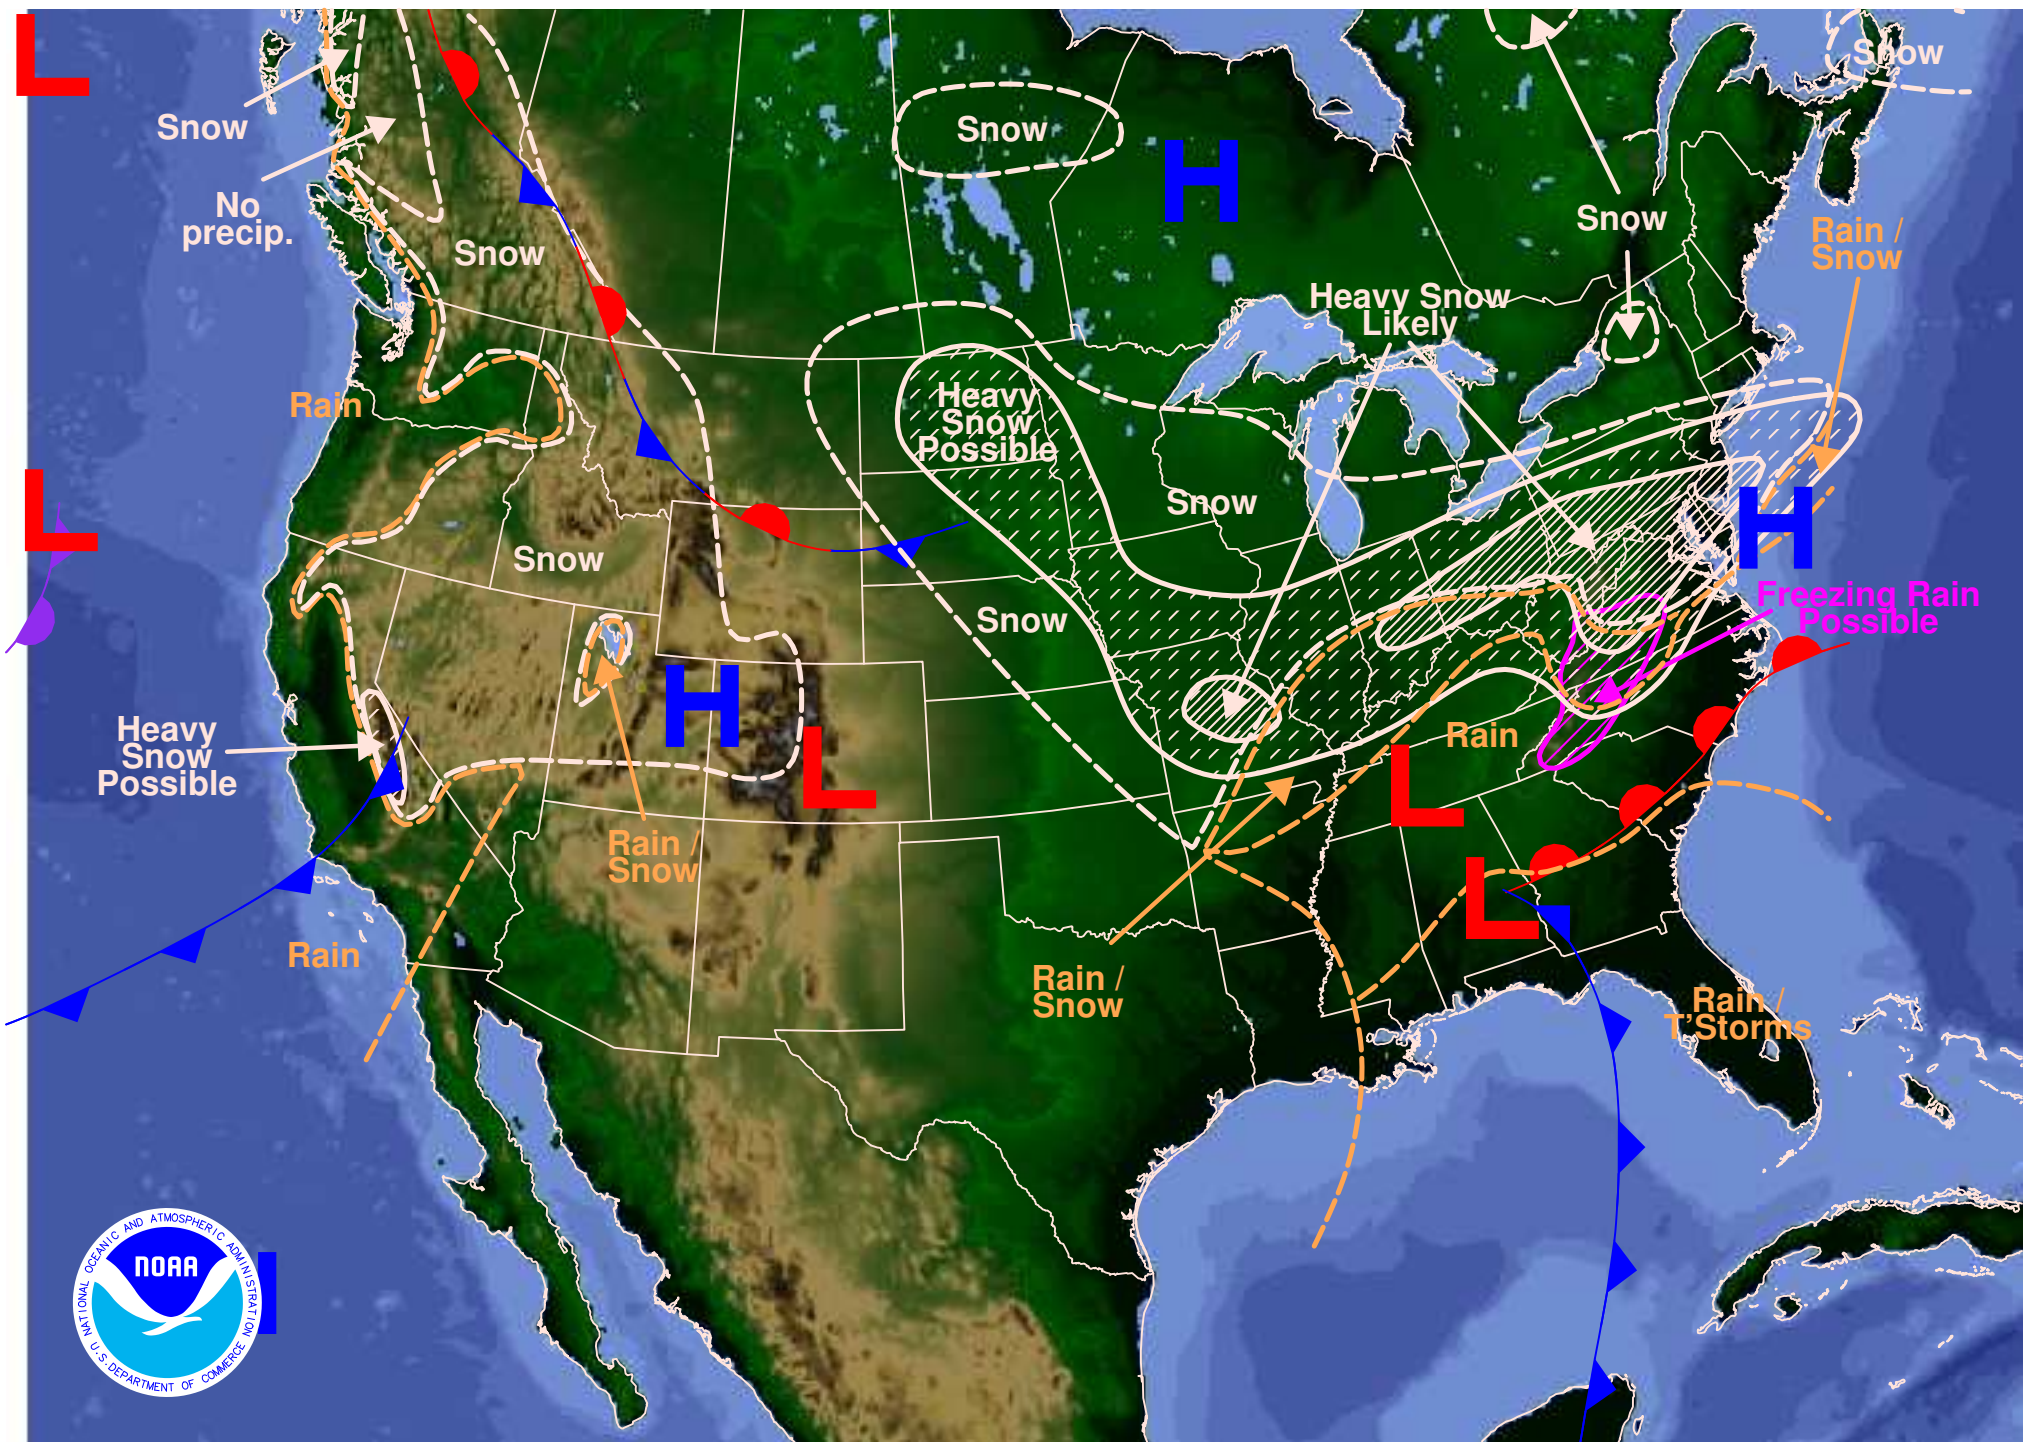 L
Snow
Snow
Snow
H
Snow
No
precip.
Snow
Snow
Rain /
Snow
Heavy Snow
Likely
Rain
Heavy
Snow
Possible
L
Snow
H
Snow
Snow
Freezing Rain
Possible
H
Heavy
Snow
Possible
L
Rain
L
Rain /
Snow
L
Rain
Rain /
Snow
Rain /
T'Storms
NATIONAL OCEANIC AND ATMOSPHERIC ADMINISTRATION
NOAA
U.S. DEPARTMENT OF COMMERCE